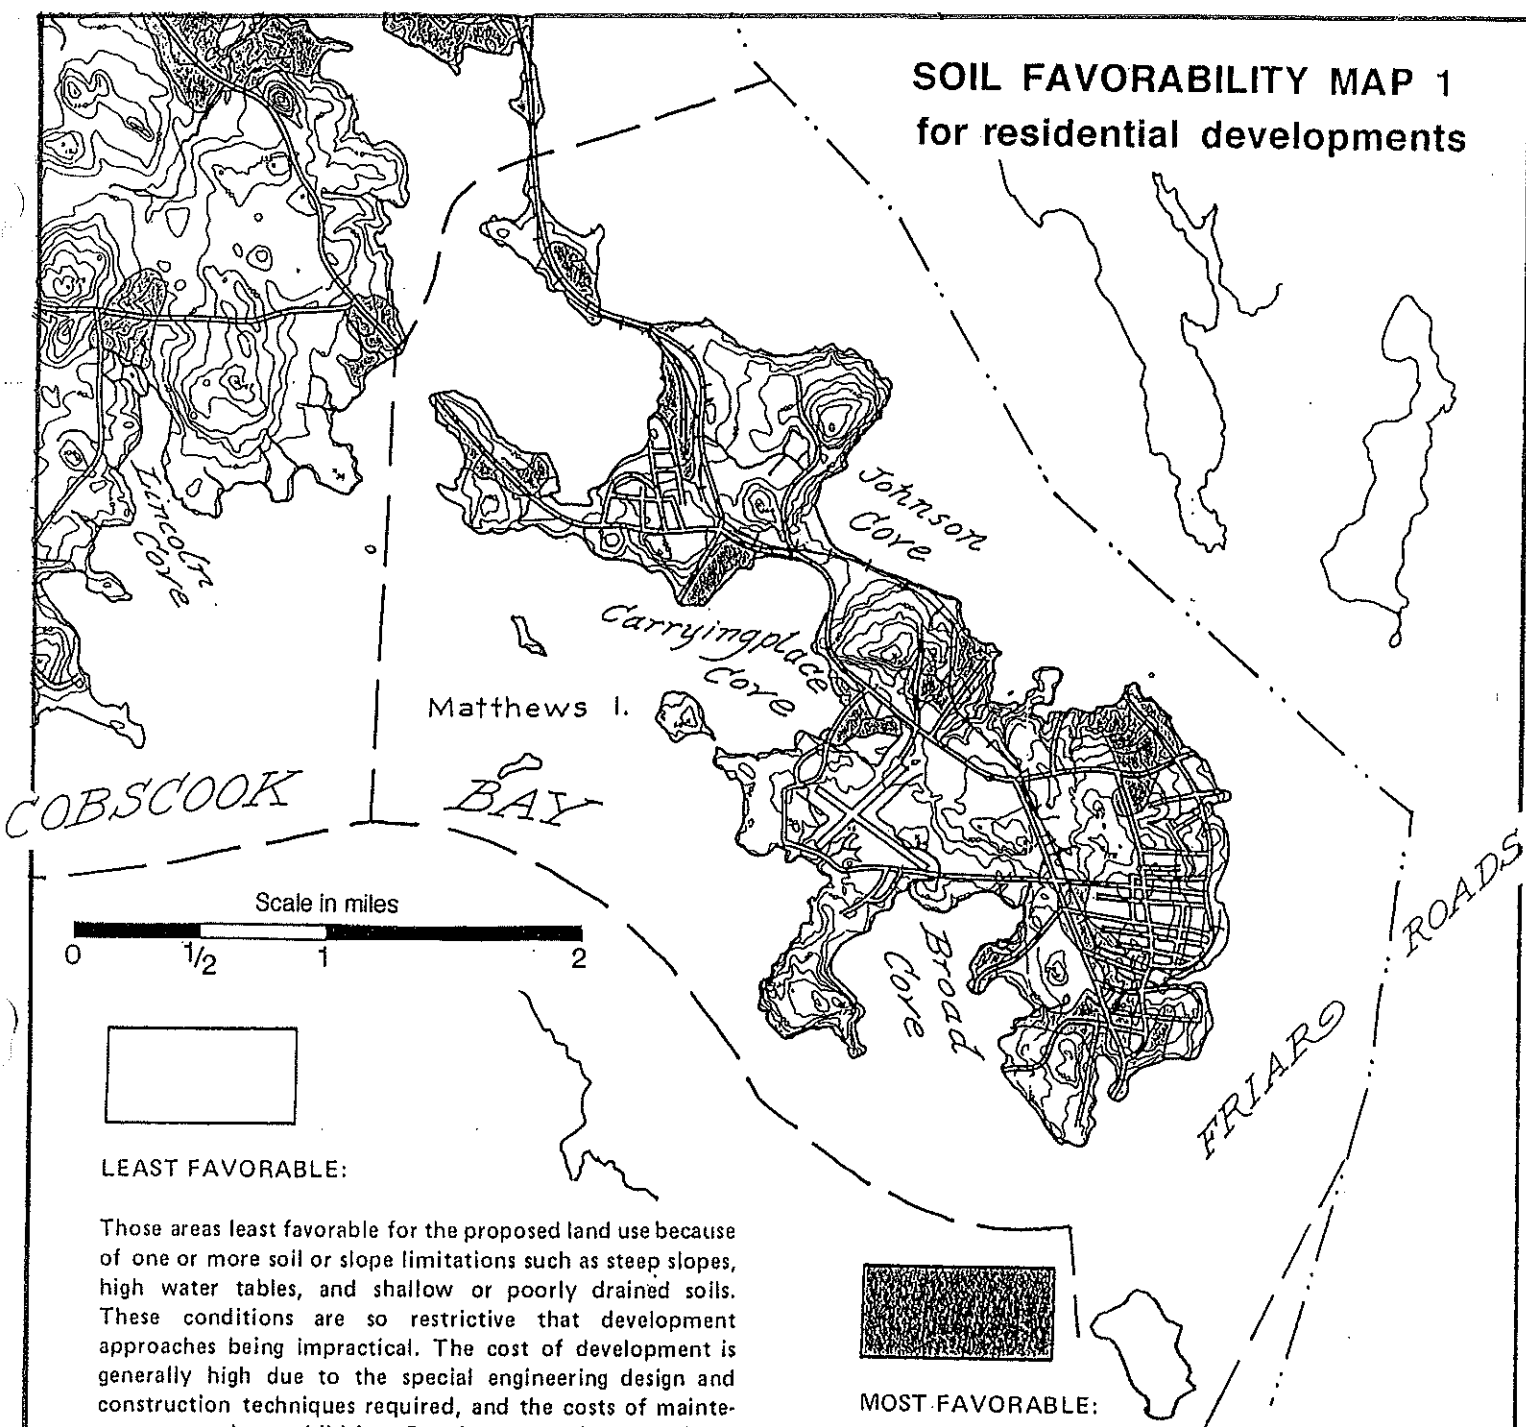 SOIL FAVORABILITY MAP 1
for residential developments
Lincoln
Cove
Johnson
Cove
Carryingplace
Cove
Matthews I.
COBSCOOK BAY
Broad
Cove
FRIAR
ROADS
Scale in miles
0 1/2 1 2
LEAST FAVORABLE:
Those areas least favorable for the proposed land use because
of one or more soil or slope limitations such as steep slopes,
high water tables, and shallow or poorly drained soils.
These conditions are so restrictive that development
approaches being impractical. The cost of development is
generally high due to the special engineering design and
construction techniques required, and the costs of mainte-
MOST FAVORABLE: